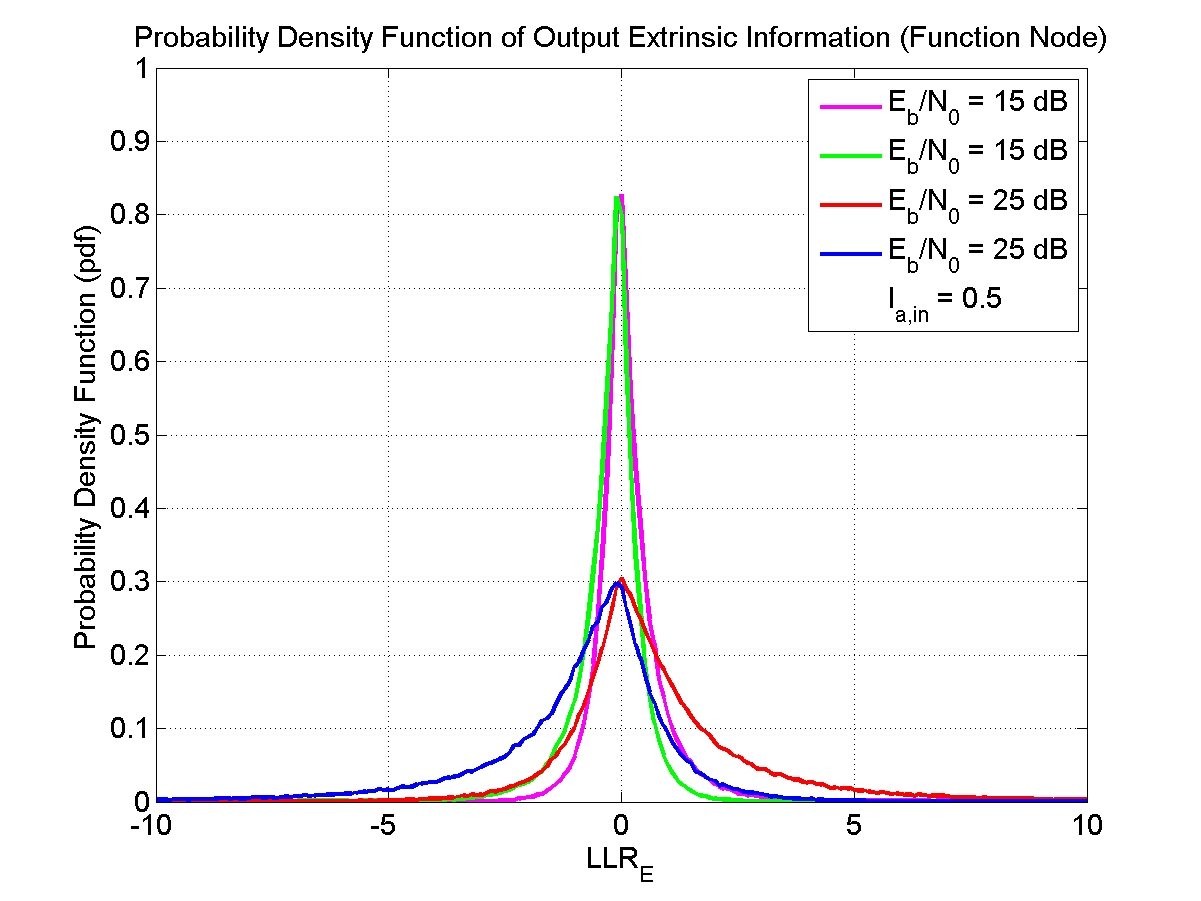 Probability Density Function of Output Extrinsic Information (Function Node)
E_b/N_0 = 15 dB
E_b/N_0 = 15 dB
E_b/N_0 = 25 dB
E_b/N_0 = 25 dB
I_a,in = 0.5
Probability Density Function (pdf)
1
0.9
0.8
0.7
0.6
0.5
0.4
0.3
0.2
0.1
0
-10 -5 0 5 10
LLR_E